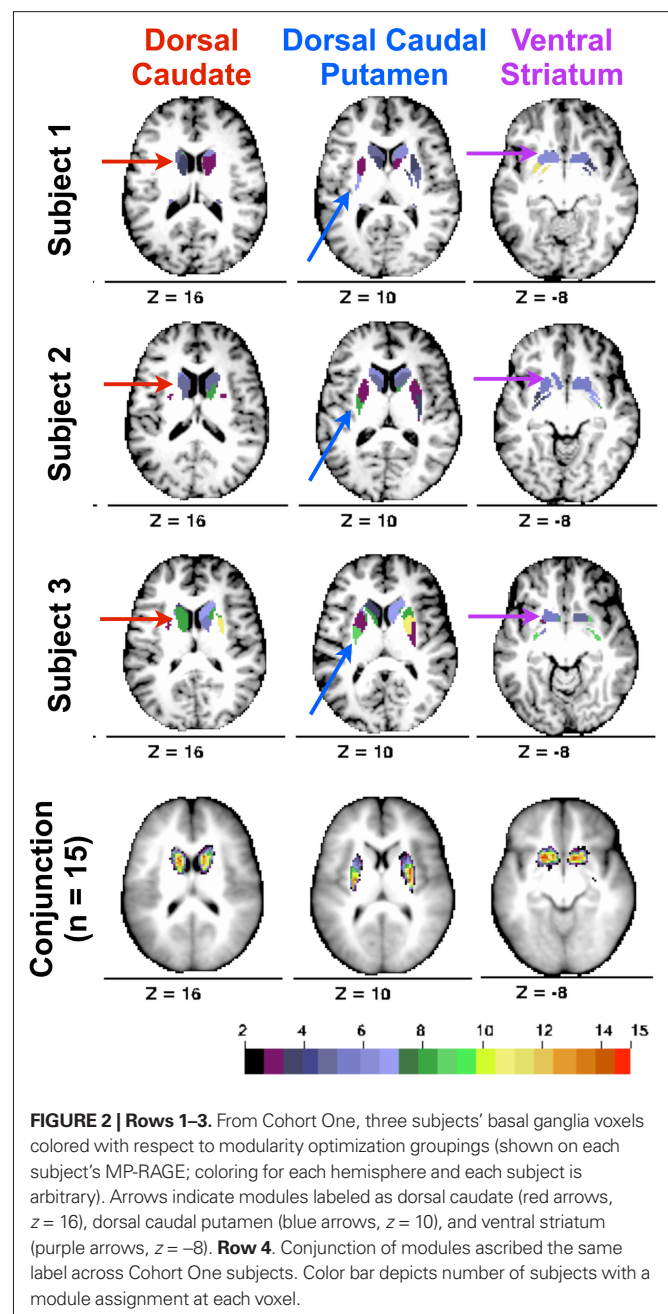 Dorsal Caudate
Dorsal Caudal Putamen
Ventral Striatum
Subject 1
Z = 16
Z = 10
Z = -8
Subject 2
Z = 16
Z = 10
Z = -8
Subject 3
Z = 16
Z = 10
Z = -8
Conjunction
(n = 15)
Z = 16
Z = 10
Z = -8
2 4 6 8 10 12 14 15
FIGURE 2 | Rows 1–3. From Cohort One, three subjects' basal ganglia voxels
colored with respect to modularity optimization groupings (shown on each
subject's MP-RAGE; coloring for each hemisphere and each subject is
arbitrary). Arrows indicate modules labeled as dorsal caudate (red arrows,
z = 16), dorsal caudal putamen (blue arrows, z = 10), and ventral striatum
(purple arrows, z = –8). Row 4. Conjunction of modules ascribed the same
label across Cohort One subjects. Color bar depicts number of subjects with a
module assignment at each voxel.